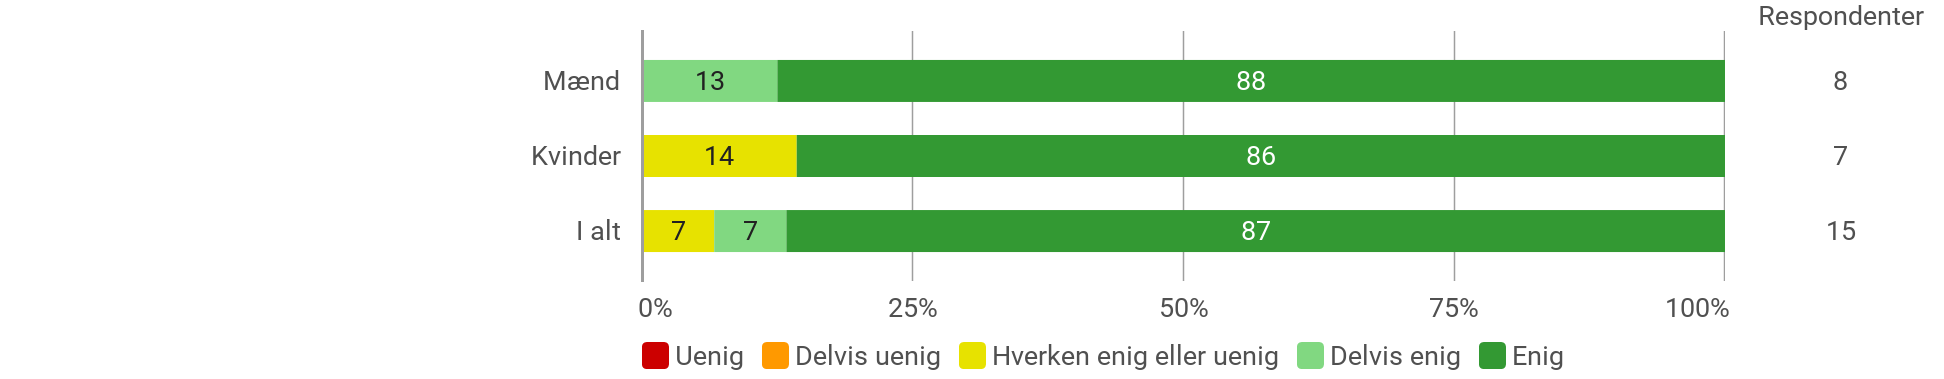 Respondenter
Mænd 13 88 8
Kvinder 14 86 7
I alt 7 7 87 15
0% 25% 50% 75% 100%
Uenig Delvis uenig Hverken enig eller uenig Delvis enig Enig